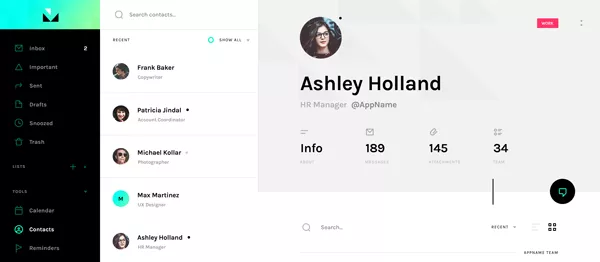 Inbox 2
Important
Sent
Drafts
Snoozed
Trash
LISTS
TOOLS
Calendar
Contacts
Reminders
Search contacts...
RECENT SHOW ALL
Frank Baker
Copywriter
Patricia Jindal
Account Coordinator
Michael Kollar
Photographer
M
Max Martinez
UX Designer
Ashley Holland
HR Manager
WORK
Ashley Holland
HR Manager @AppName
Info 189 145 34
ABOUT MESSAGES ATTACHMENTS TEAM
Search... RECENT
APPNAME TEAM